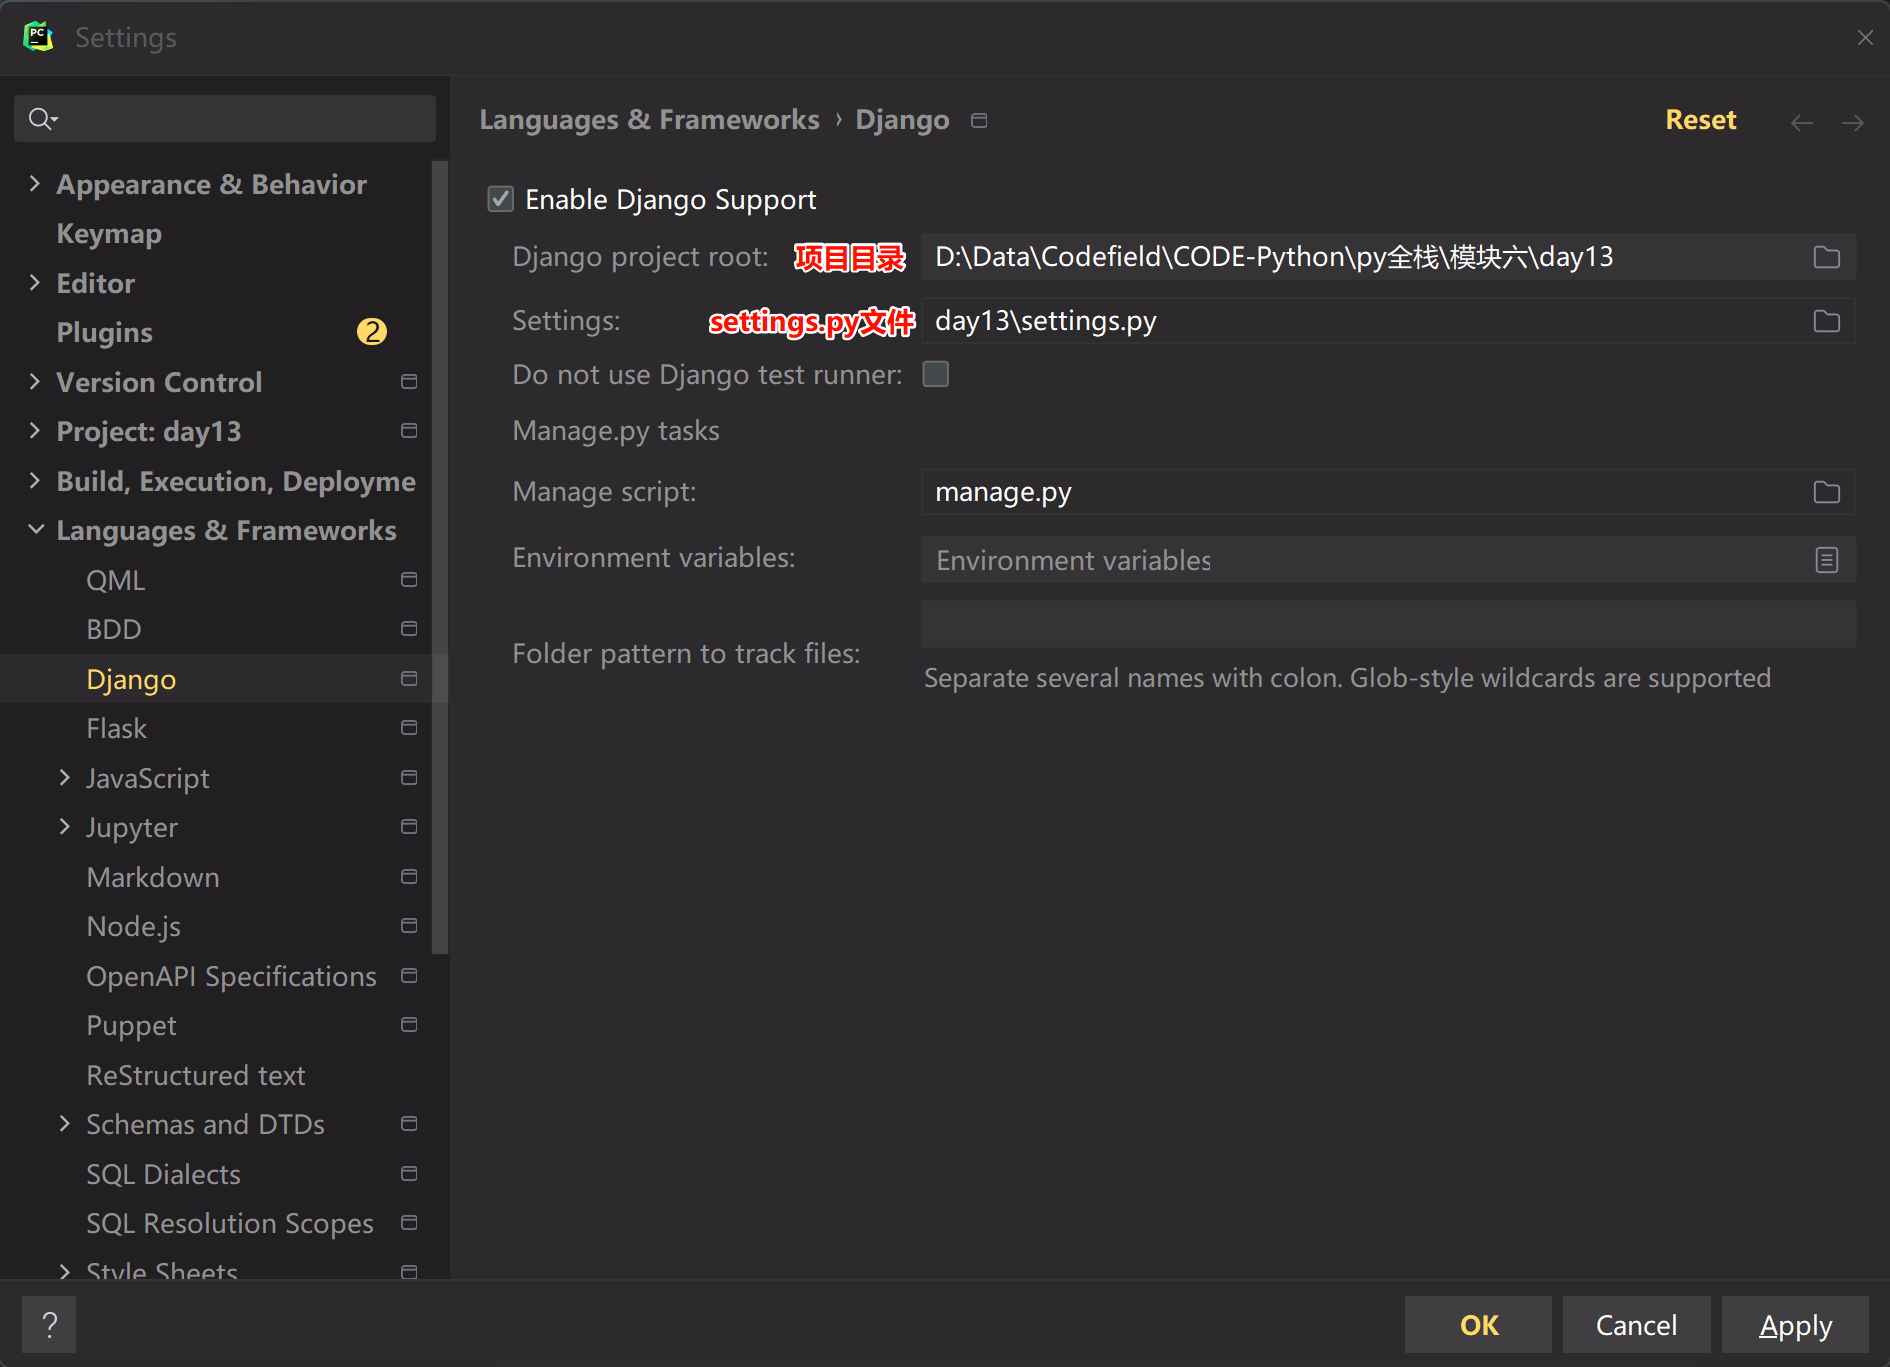 Settings
Languages & Frameworks › Django
Reset
Appearance & Behavior
Keymap
Editor
Plugins 2
Version Control
Project: day13
Build, Execution, Deployme
Languages & Frameworks
QML
BDD
Django
Flask
JavaScript
Jupyter
Markdown
Node.js
OpenAPI Specifications
Puppet
ReStructured text
Schemas and DTDs
SQL Dialects
SQL Resolution Scopes
Style Sheets
Enable Django Support
Django project root: 项目目录 D:\Data\Codefield\CODE-Python\py全栈\模块六\day13
Settings: settings.py文件 day13\settings.py
Do not use Django test runner:
Manage.py tasks
Manage script: manage.py
Environment variables: Environment variables
Folder pattern to track files:
Separate several names with colon. Glob-style wildcards are supported
?
OK
Cancel
Apply